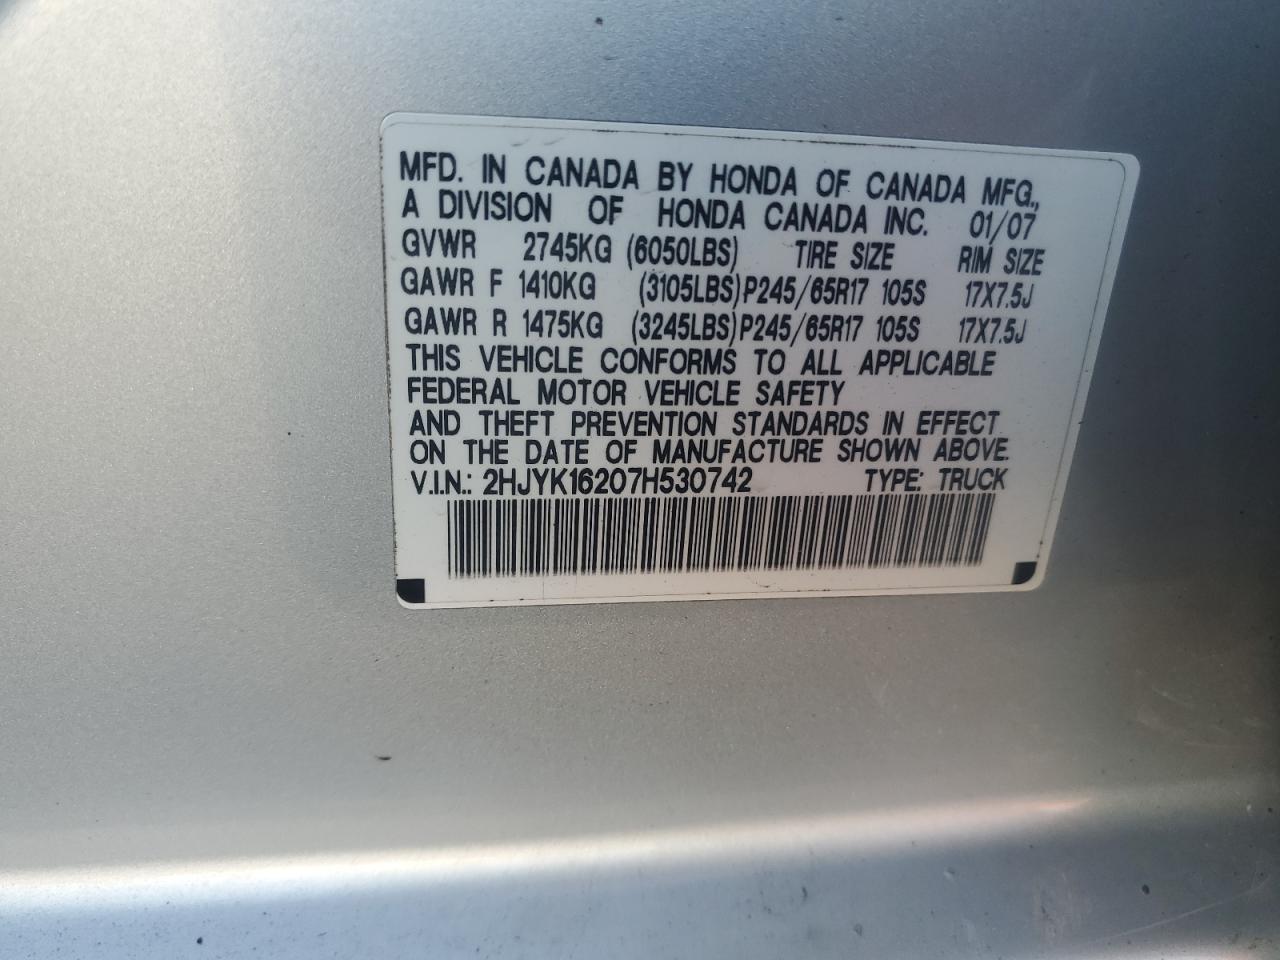 MFD. IN CANADA BY HONDA OF CANADA MFG.,
A DIVISION OF HONDA CANADA INC. 01/07
GVWR 2745KG (6050LBS) TIRE SIZE RIM SIZE
GAWR F 1410KG (3105LBS) P245/65R17 105S 17X7.5J
GAWR R 1475KG (3245LBS) P245/65R17 105S 17X7.5J
THIS VEHICLE CONFORMS TO ALL APPLICABLE
FEDERAL MOTOR VEHICLE SAFETY
AND THEFT PREVENTION STANDARDS IN EFFECT
ON THE DATE OF MANUFACTURE SHOWN ABOVE.
V.I.N.: 2HJYK16207H530742 TYPE: TRUCK